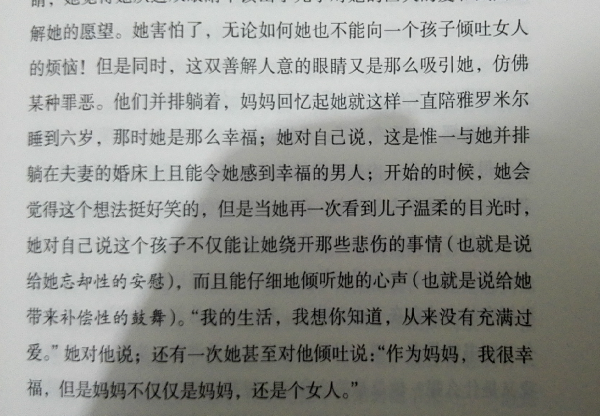 解她的愿望。她害怕了，无论如何她也不能向一个孩子倾吐女人
的烦恼！但是同时，这双善解人意的眼睛又是那么吸引她，仿佛
某种罪恶。他们并排躺着，妈妈回忆起她就这样一直陪雅罗米尔
睡到六岁，那时她是那么幸福；她对自己说，这是惟一与她并排
躺在夫妻的婚床上且能令她感到幸福的男人；开始的时候，她会
觉得这个想法挺好笑的，但是当她再一次看到儿子温柔的目光时，
她对自己说这个孩子不仅能让她绕开那些悲伤的事情（也就是说
给她忘却性的安慰），而且能仔细地倾听她的心声（也就是说给她
带来补偿性的鼓舞）。“我的生活，我想你知道，从来没有充满过
爱。”她对他说；还有一次她甚至对他倾吐说：“作为妈妈，我很幸
福，但是妈妈不仅仅是妈妈，还是个女人。”